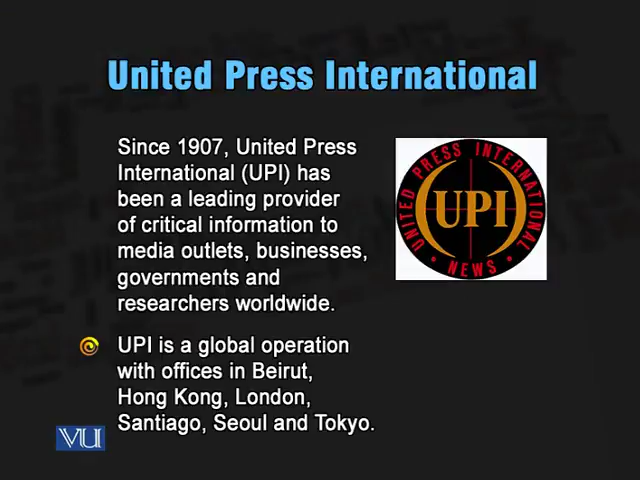 United Press International
Since 1907, United Press
International (UPI) has
been a leading provider
of critical information to
media outlets, businesses,
governments and
researchers worldwide.
UNITED PRESS INTERNATIONAL
UPI
• NEWS •
UPI is a global operation
with offices in Beirut,
Hong Kong, London,
Santiago, Seoul and Tokyo.
VU